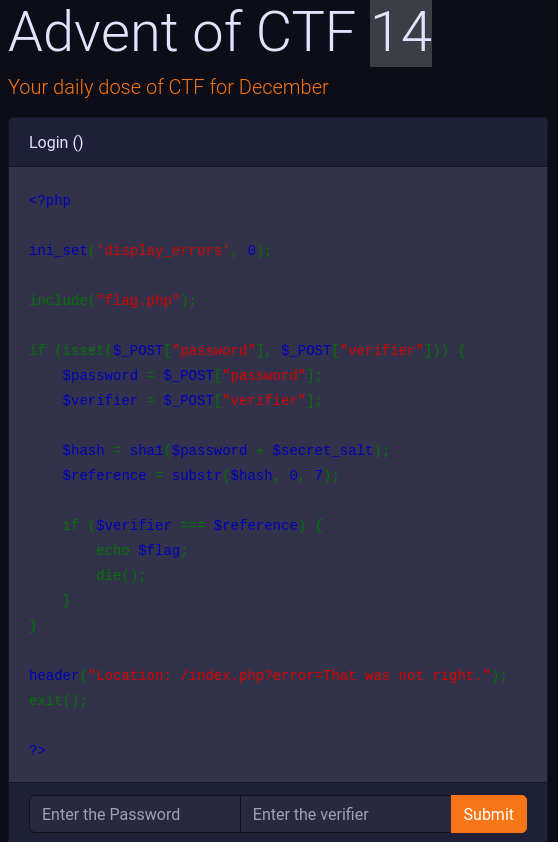 Advent of CTF 14
Your daily dose of CTF for December
Login ()
<?php
ini_set('display_errors', 0);
include("flag.php");
if (isset($_POST["password"], $_POST["verifier"])) {
    $password = $_POST["password"];
    $verifier = $_POST["verifier"];
    $hash = sha1($password + $secret_salt);
    $reference = substr($hash, 0, 7);
    if ($verifier === $reference) {
        echo $flag;
        die();
    }
}
header("Location: /index.php?error=That was not right.");
exit();
?>
Enter the Password Enter the verifier Submit